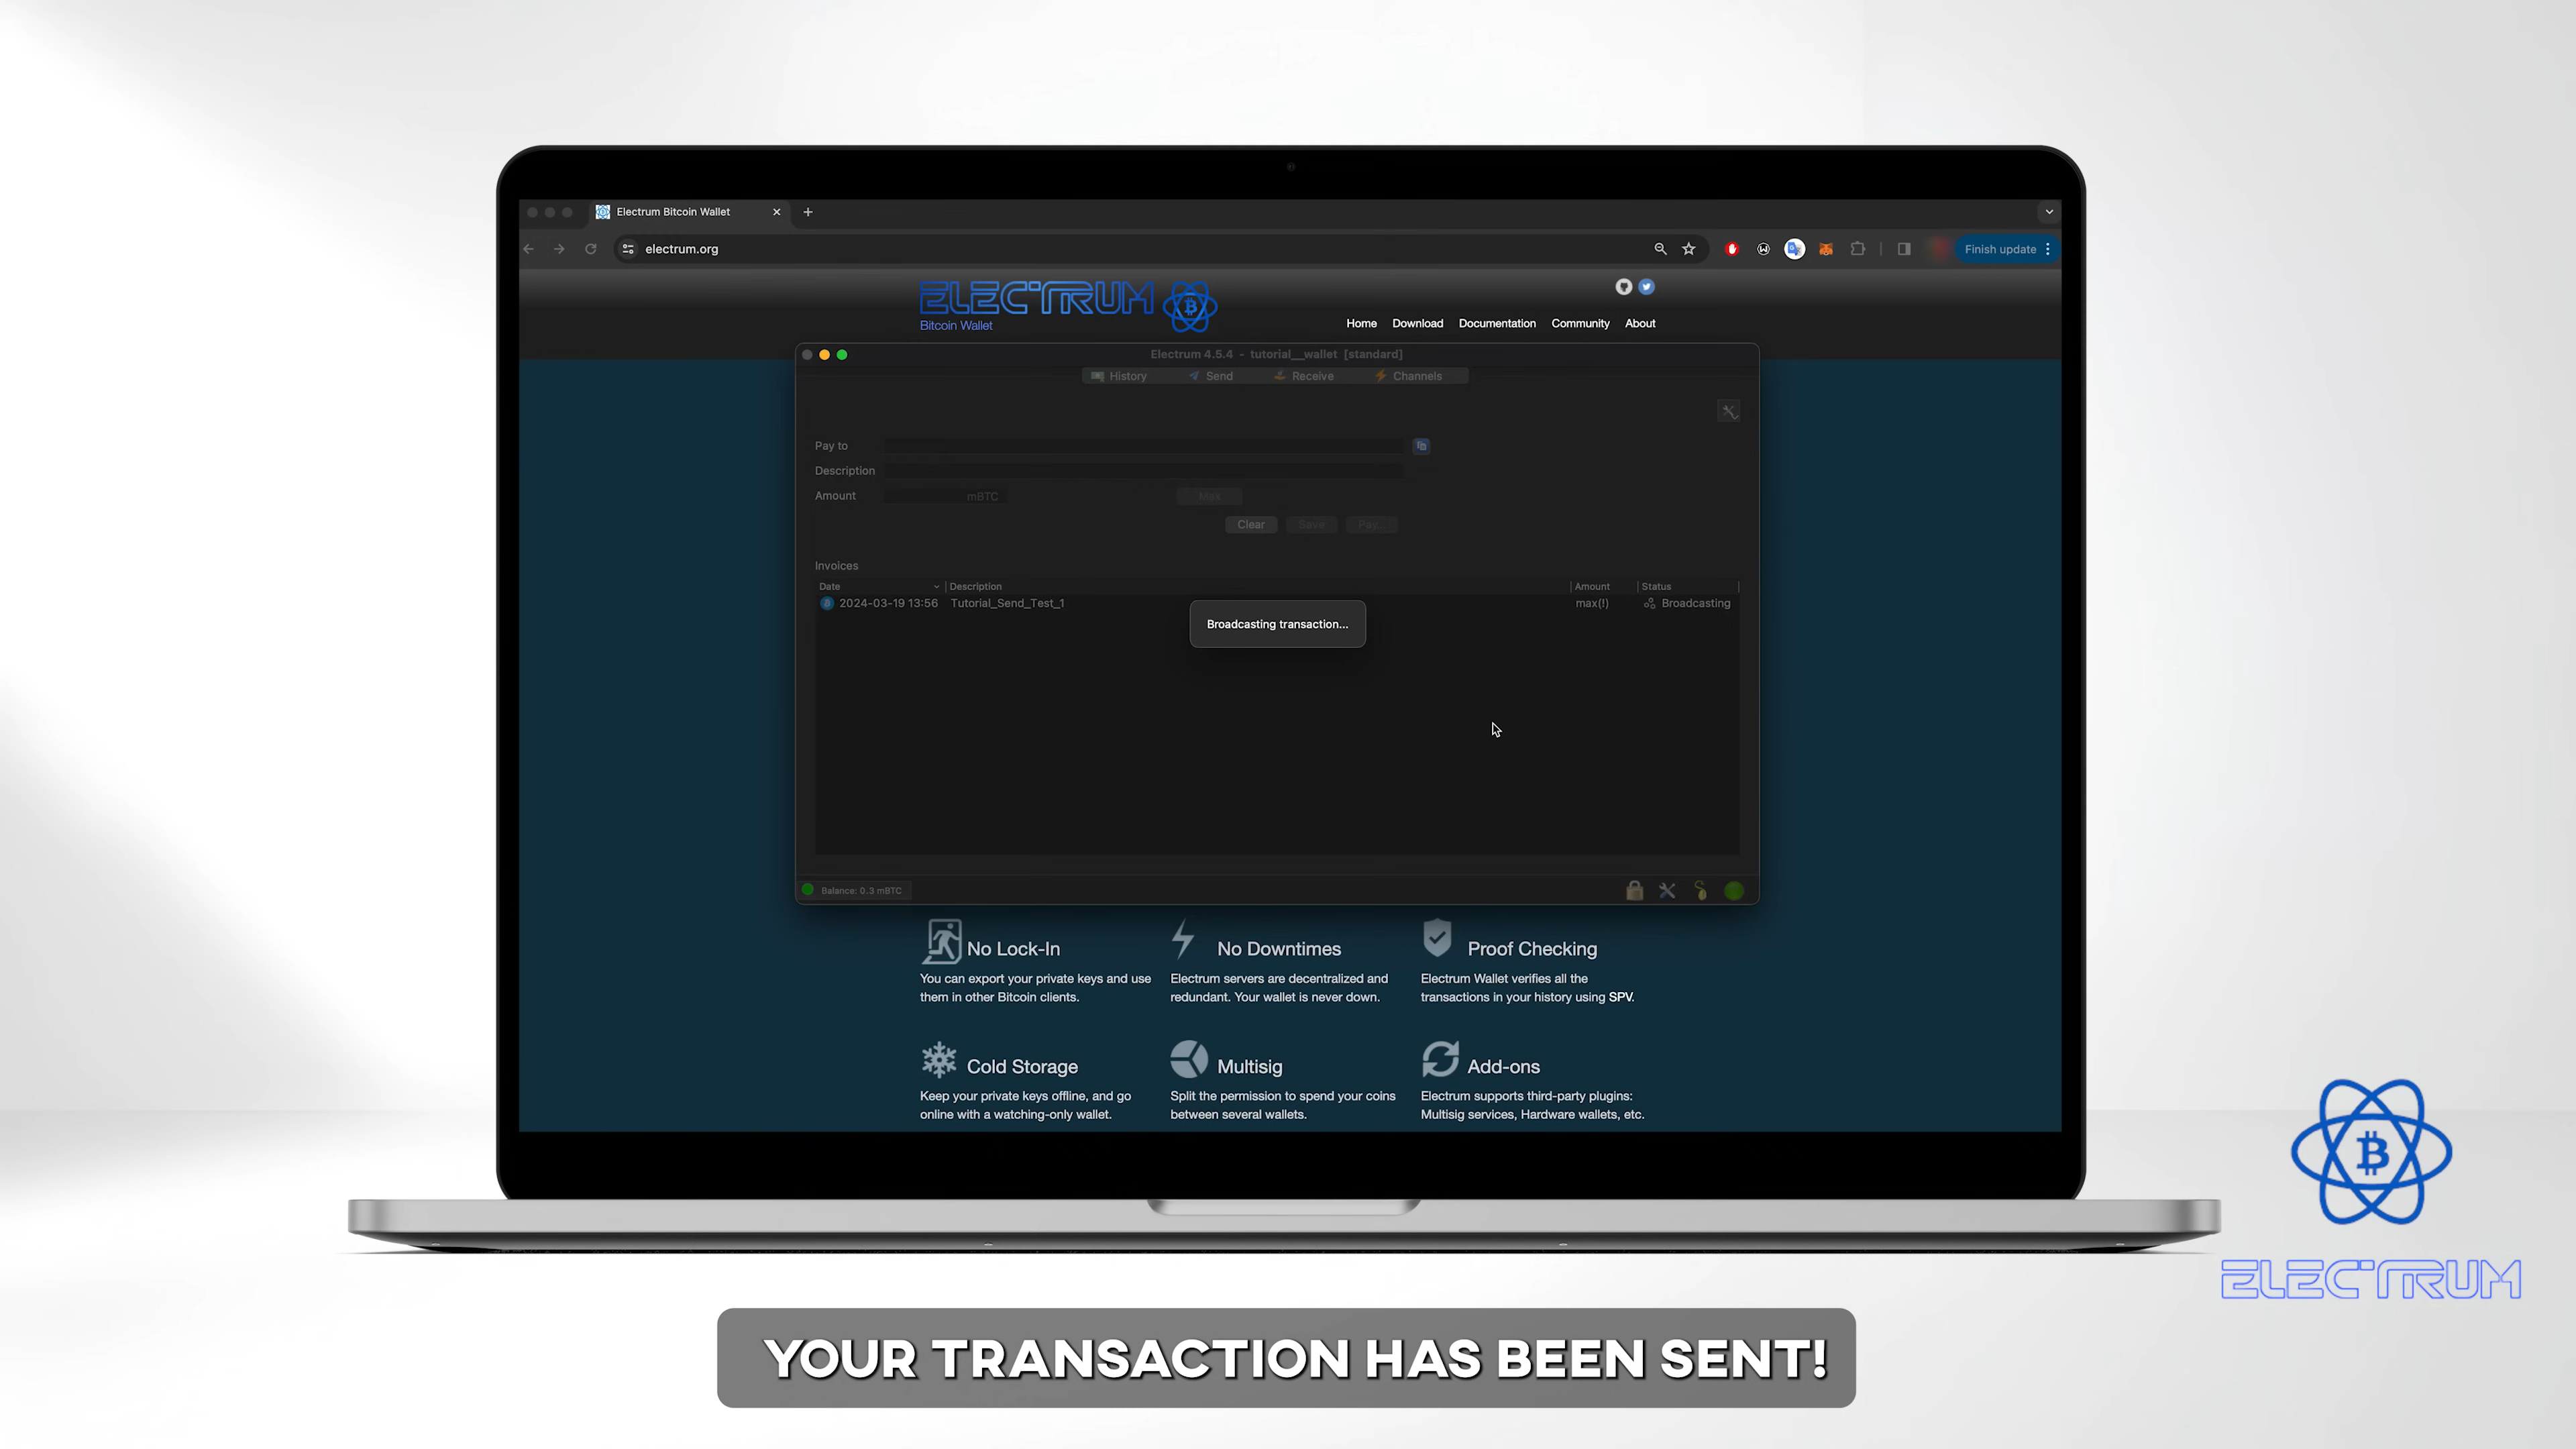 Electrum Bitcoin Wallet
electrum.org
Finish update
ELECTRUM
Bitcoin Wallet
Home Download Documentation Community About
Electrum 4.5.4 - tutorial__wallet [standard]
History Send Receive Channels
Pay to
Description
Amount mBTC Max
Clear Save Pay...
Invoices
Date Description Amount Status
2024-03-19 13:56 Tutorial_Send_Test_1 max(!) Broadcasting
Broadcasting transaction...
Balance: 0.3 mBTC
No Lock-In
You can export your private keys and use
them in other Bitcoin clients.
No Downtimes
Electrum servers are decentralized and
redundant. Your wallet is never down.
Proof Checking
Electrum Wallet verifies all the
transactions in your history using SPV.
Cold Storage
Keep your private keys offline, and go
online with a watching-only wallet.
Multisig
Split the permission to spend your coins
between several wallets.
Add-ons
Electrum supports third-party plugins:
Multisig services, Hardware wallets, etc.
ELECTRUM
YOUR TRANSACTION HAS BEEN SENT!